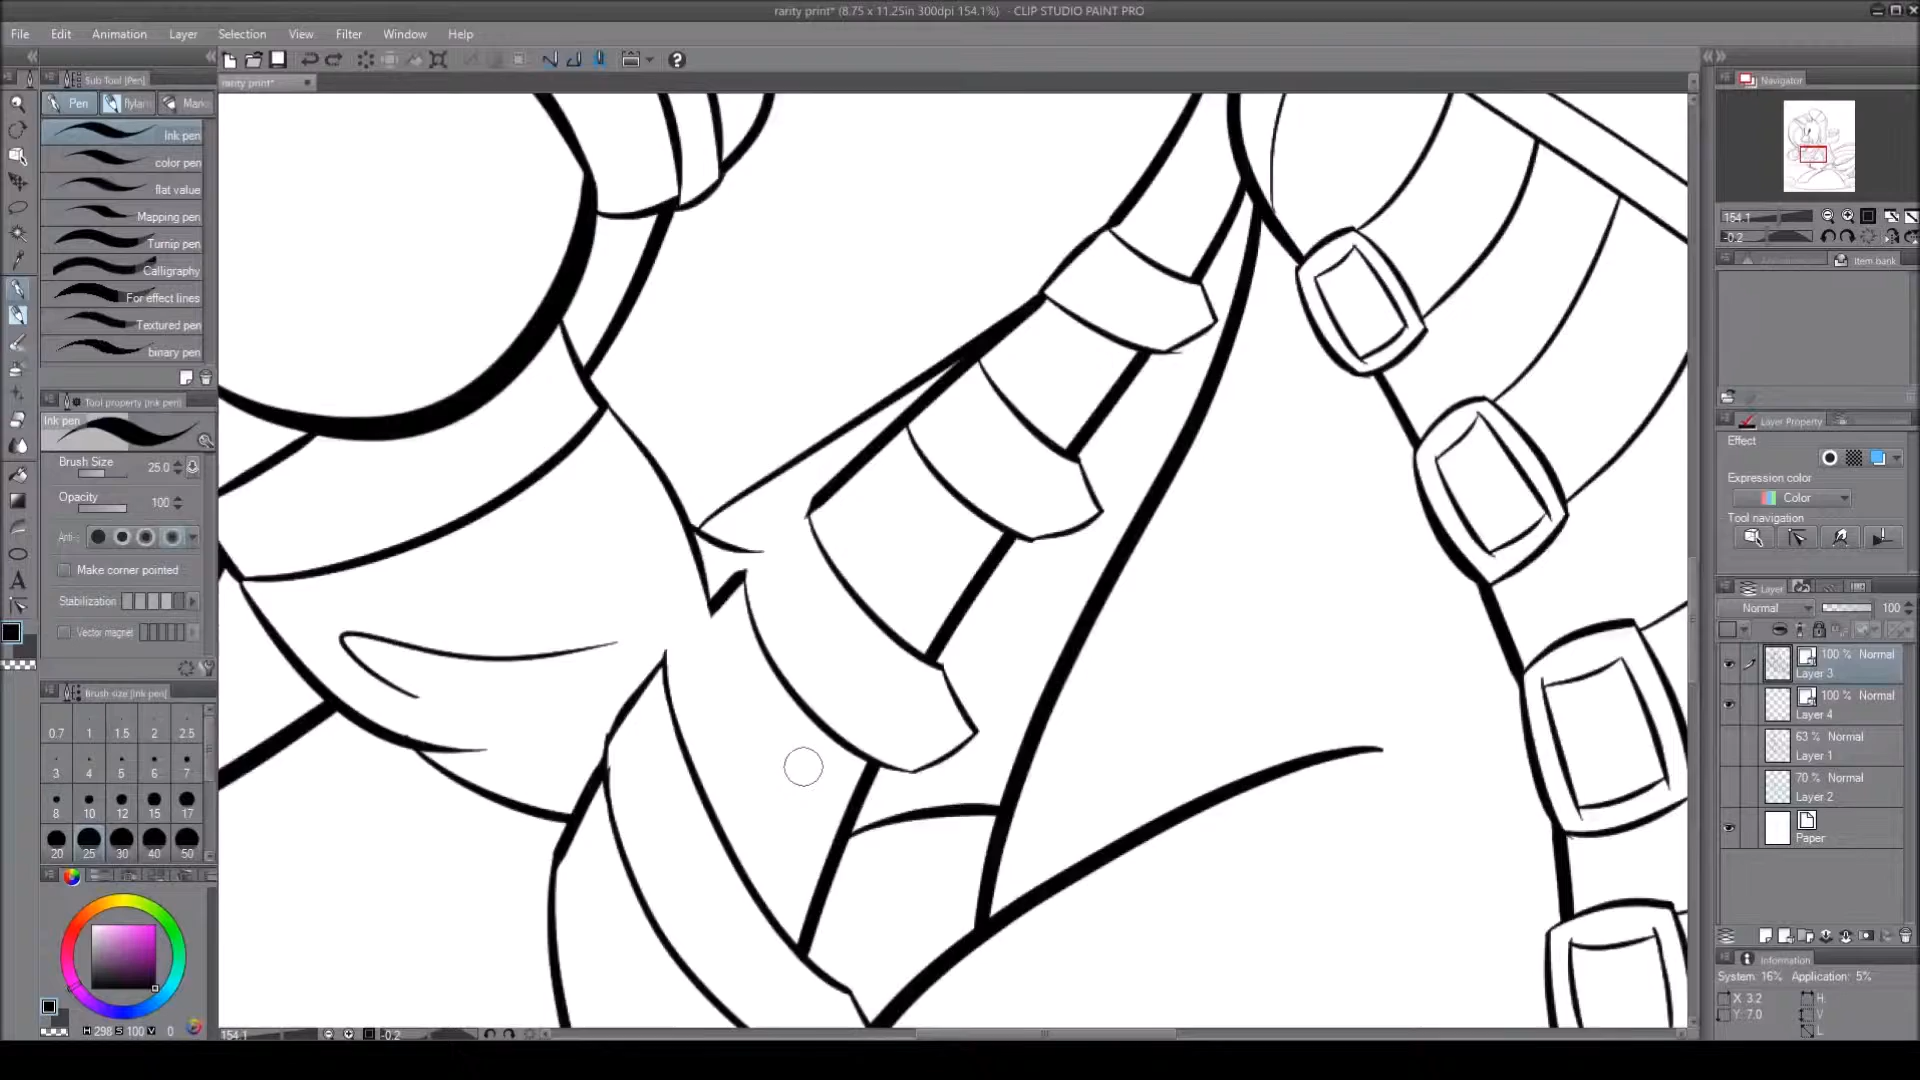 rarity print* (8.75 x 11.25in 300dpi 154.1%) - CLIP STUDIO PAINT PRO
File Edit Animation Layer Selection View Filter Window Help
Sub Tool [Pen]
rarity print*
Navigator
Pen flylan Mark
Ink pen
color pen
flat value
Mapping pen
Turnip pen
Calligraphy
For effect lines
Textured pen
binary pen
154.1
-0.2
Item bank
Tool property [Ink pen]
Ink pen
Brush Size 25.0
Opacity 100
Anti-
Make corner pointed
Stabilization
Vector magnet
Brush size [Ink pen]
0.7 1 1.5 2 2.5
3 4 5 6 7
8 10 12 15 17
20 25 30 40 50
H 298 S 100 V 0
154.1 -0.2
Layer Property
Effect
Expression color
Color
Tool navigation
Layer
Normal 100
100 % Normal
Layer 3
100 % Normal
Layer 4
63 % Normal
Layer 1
70 % Normal
Layer 2
Paper
Information
System: 16% Application: 5%
X 3.2 H.
Y: 7.0 V
L